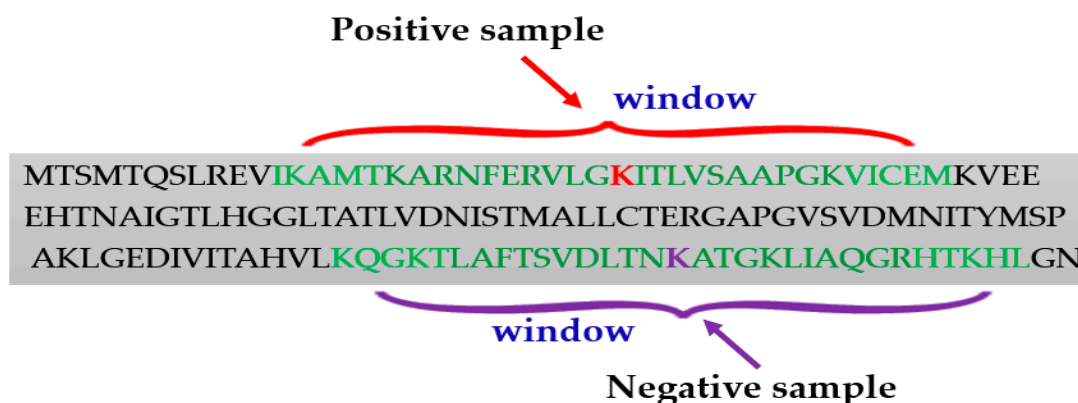 Positive sample
window
MTSMTQSLREVIKAMTKARNFERVLGKITLVSAAPGKVICEMKVEE
EHTNAIGTLHGGLTATLVDNISTMALLCTERGAPGVSVDMNITYMSP
AKLGEDIVITAHVLKQGKTLAFTSVDLTNKATGKLIAQGRHTKHLGN
window
Negative sample